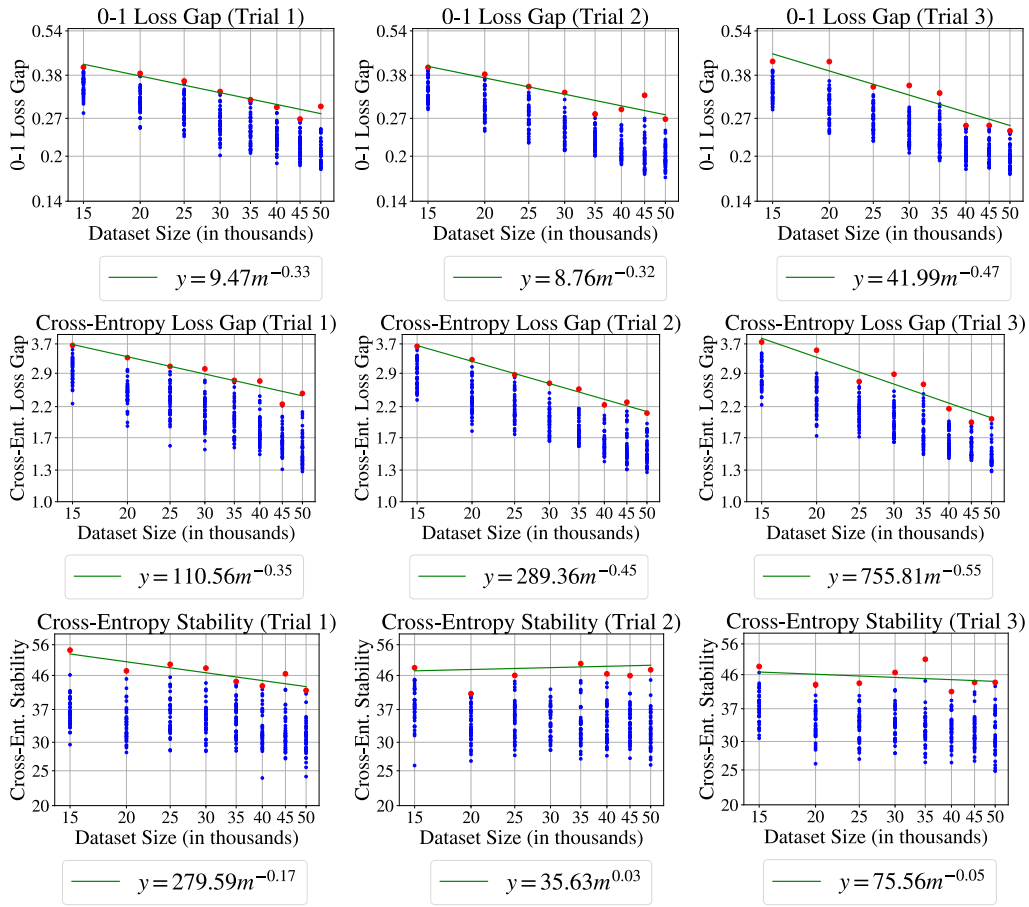 0-1 Loss Gap (Trial 1)
0-1 Loss Gap
0.54
0.38
0.27
0.2
0.14
15 20 25 30 35 40 45 50
Dataset Size (in thousands)
y = 9.47m^{-0.33}
0-1 Loss Gap (Trial 2)
0-1 Loss Gap
0.54
0.38
0.27
0.2
0.14
15 20 25 30 35 40 45 50
Dataset Size (in thousands)
y = 8.76m^{-0.32}
0-1 Loss Gap (Trial 3)
0-1 Loss Gap
0.54
0.38
0.27
0.2
0.14
15 20 25 30 35 40 45 50
Dataset Size (in thousands)
y = 41.99m^{-0.47}
Cross-Entropy Loss Gap (Trial 1)
Cross-Ent. Loss Gap
3.7
2.9
2.2
1.7
1.3
1.0
15 20 25 30 35 40 45 50
Dataset Size (in thousands)
y = 110.56m^{-0.35}
Cross-Entropy Loss Gap (Trial 2)
Cross-Ent. Loss Gap
3.7
2.9
2.2
1.7
1.3
1.0
15 20 25 30 35 40 45 50
Dataset Size (in thousands)
y = 289.36m^{-0.45}
Cross-Entropy Loss Gap (Trial 3)
Cross-Ent. Loss Gap
3.7
2.9
2.2
1.7
1.3
1.0
15 20 25 30 35 40 45 50
Dataset Size (in thousands)
y = 755.81m^{-0.55}
Cross-Entropy Stability (Trial 1)
Cross-Ent. Stability
56
46
37
30
25
20
15 20 25 30 35 40 45 50
Dataset Size (in thousands)
y = 279.59m^{-0.17}
Cross-Entropy Stability (Trial 2)
Cross-Ent. Stability
56
46
37
30
25
20
15 20 25 30 35 40 45 50
Dataset Size (in thousands)
y = 35.63m^{0.03}
Cross-Entropy Stability (Trial 3)
Cross-Ent. Stability
56
46
37
30
25
20
15 20 25 30 35 40 45 50
Dataset Size (in thousands)
y = 75.56m^{-0.05}